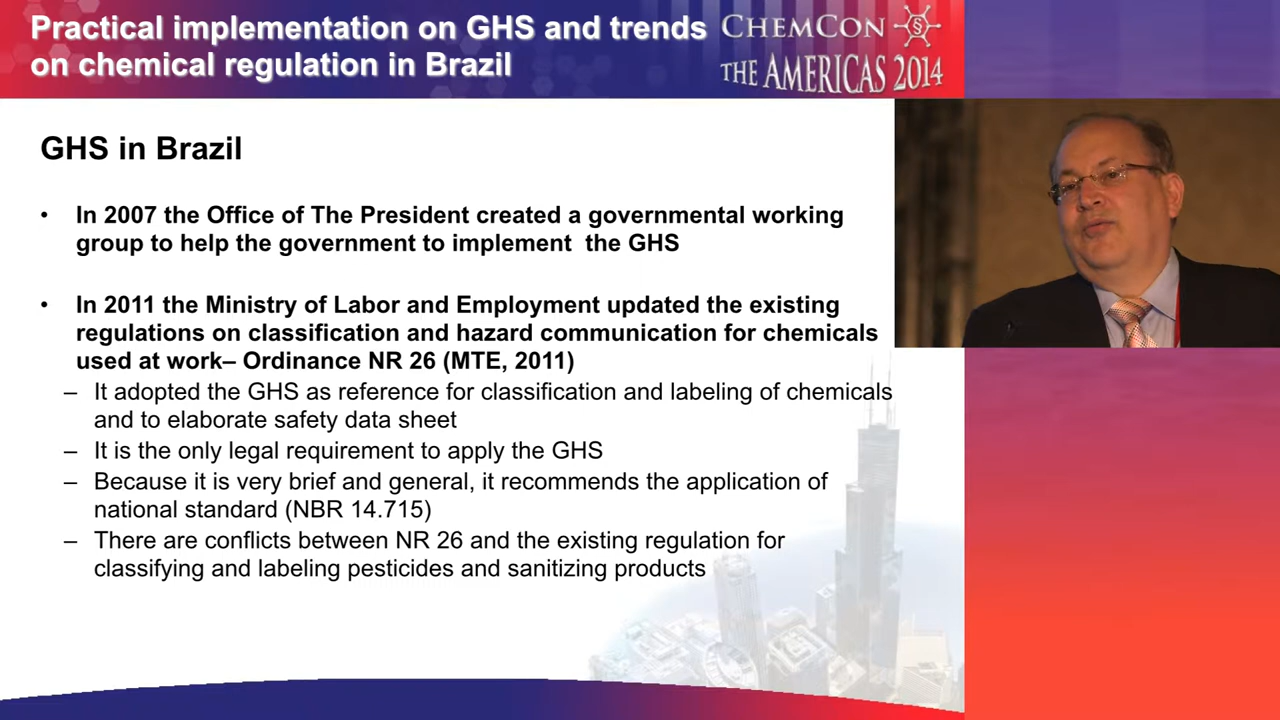 Practical implementation on GHS and trends
on chemical regulation in Brazil
CHEMCON §
THE AMERICAS 2014
GHS in Brazil
• In 2007 the Office of The President created a governmental working
group to help the government to implement  the GHS
• In 2011 the Ministry of Labor and Employment updated the existing
regulations on classification and hazard communication for chemicals
used at work– Ordinance NR 26 (MTE, 2011)
– It adopted the GHS as reference for classification and labeling of chemicals
and to elaborate safety data sheet
– It is the only legal requirement to apply the GHS
– Because it is very brief and general, it recommends the application of
national standard (NBR 14.715)
– There are conflicts between NR 26 and the existing regulation for
classifying and labeling pesticides and sanitizing products